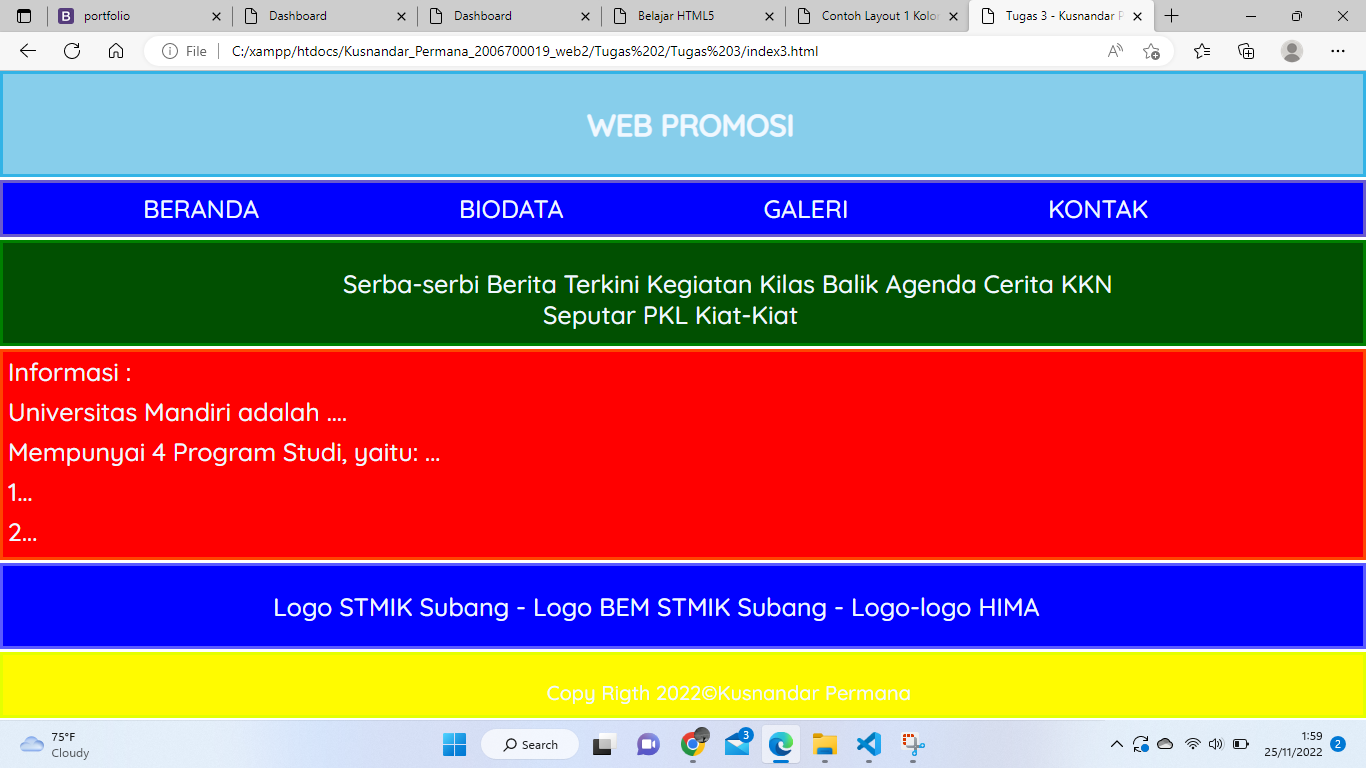 portfolio
Dashboard
Dashboard
Belajar HTML5
Contoh Layout 1 Kolo
Tugas 3 - Kusnandar P
File
C:/xampp/htdocs/Kusnandar_Permana_2006700019_web2/Tugas%202/Tugas%203/index3.html
WEB PROMOSI
BERANDA BIODATA GALERI KONTAK
Serba-serbi Berita Terkini Kegiatan Kilas Balik Agenda Cerita KKN
Seputar PKL Kiat-Kiat
Informasi :
Universitas Mandiri adalah ....
Mempunyai 4 Program Studi, yaitu: ...
1...
2...
Logo STMIK Subang - Logo BEM STMIK Subang - Logo-logo HIMA
Copy Rigth 2022©Kusnandar Permana
75°F
Cloudy
Search
3
1:59
25/11/2022
2